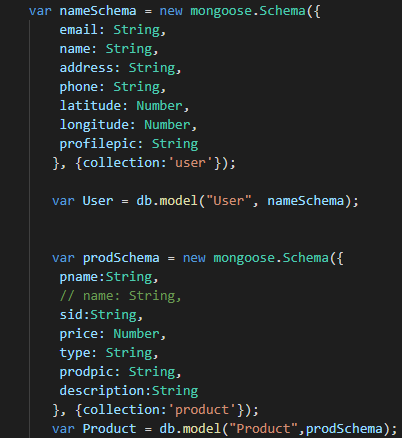 var nameSchema = new mongoose.Schema({
email: String,
name: String,
address: String,
phone: String,
latitude: Number,
longitude: Number,
profilepic: String
}, {collection:'user'});
var User = db.model("User", nameSchema);
var prodSchema = new mongoose.Schema({
pname:String,
// name: String,
sid:String,
price: Number,
type: String,
prodpic: String,
description:String
}, {collection:'product'});
var Product = db.model("Product",prodSchema);